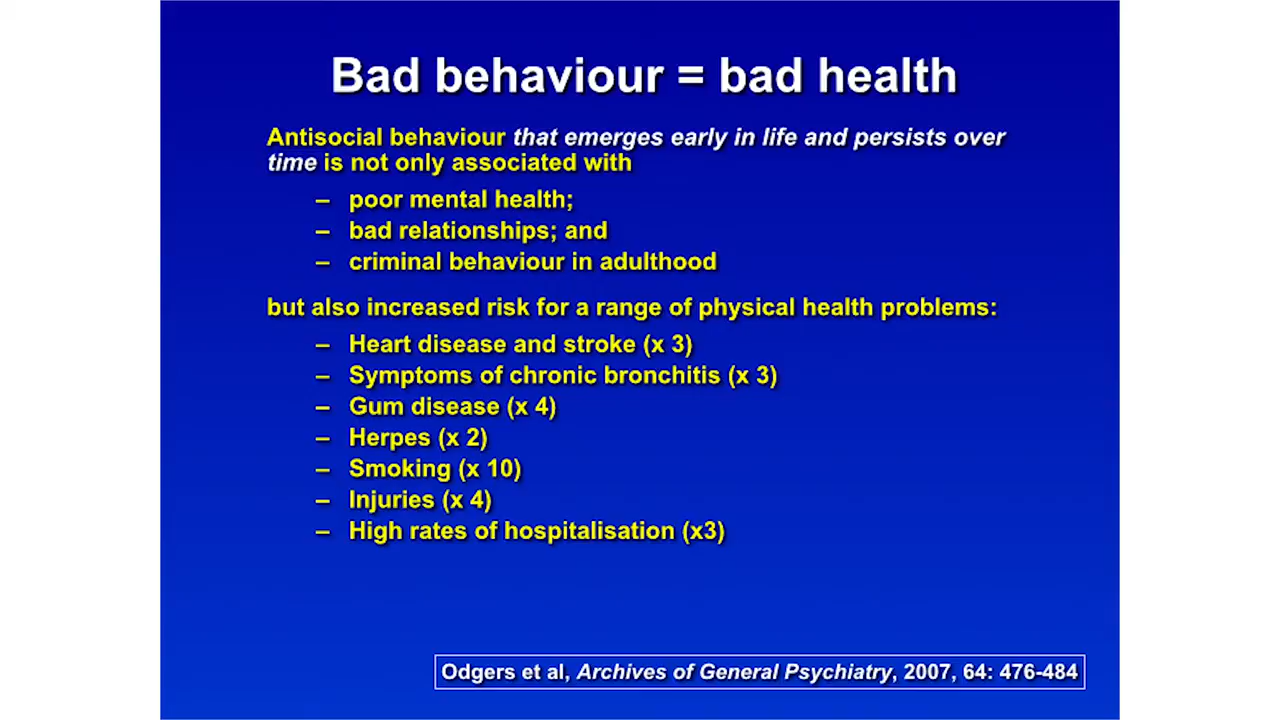 Bad behaviour = bad health
Antisocial behaviour that emerges early in life and persists over
time is not only associated with
– poor mental health;
– bad relationships; and
– criminal behaviour in adulthood
but also increased risk for a range of physical health problems:
– Heart disease and stroke (x 3)
– Symptoms of chronic bronchitis (x 3)
– Gum disease (x 4)
– Herpes (x 2)
– Smoking (x 10)
– Injuries (x 4)
– High rates of hospitalisation (x3)
Odgers et al, Archives of General Psychiatry, 2007, 64: 476-484